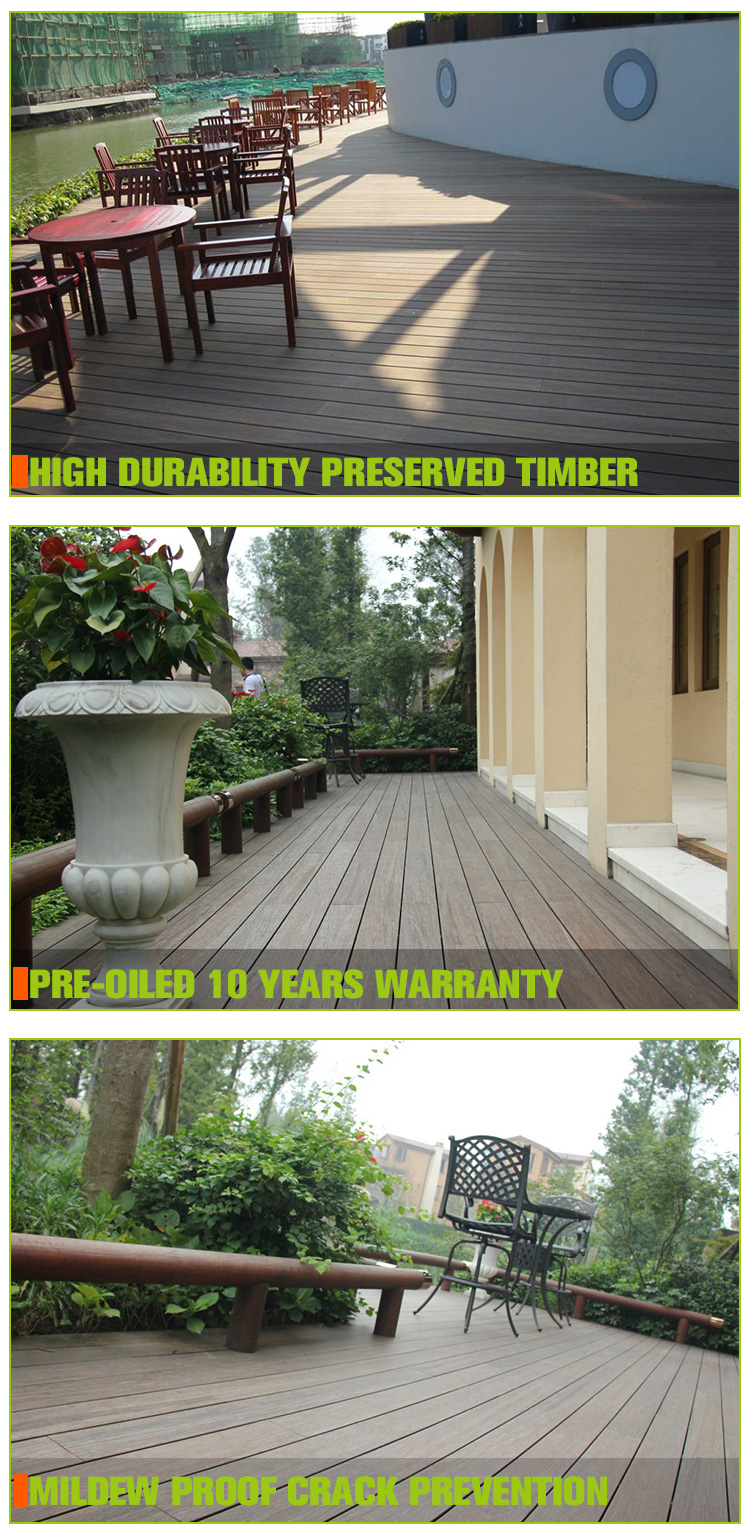 HIGH DURABILITY PRESERVED TIMBER
PRE-OILED 10 YEARS WARRANTY
MILDEW PROOF CRACK PREVENTION